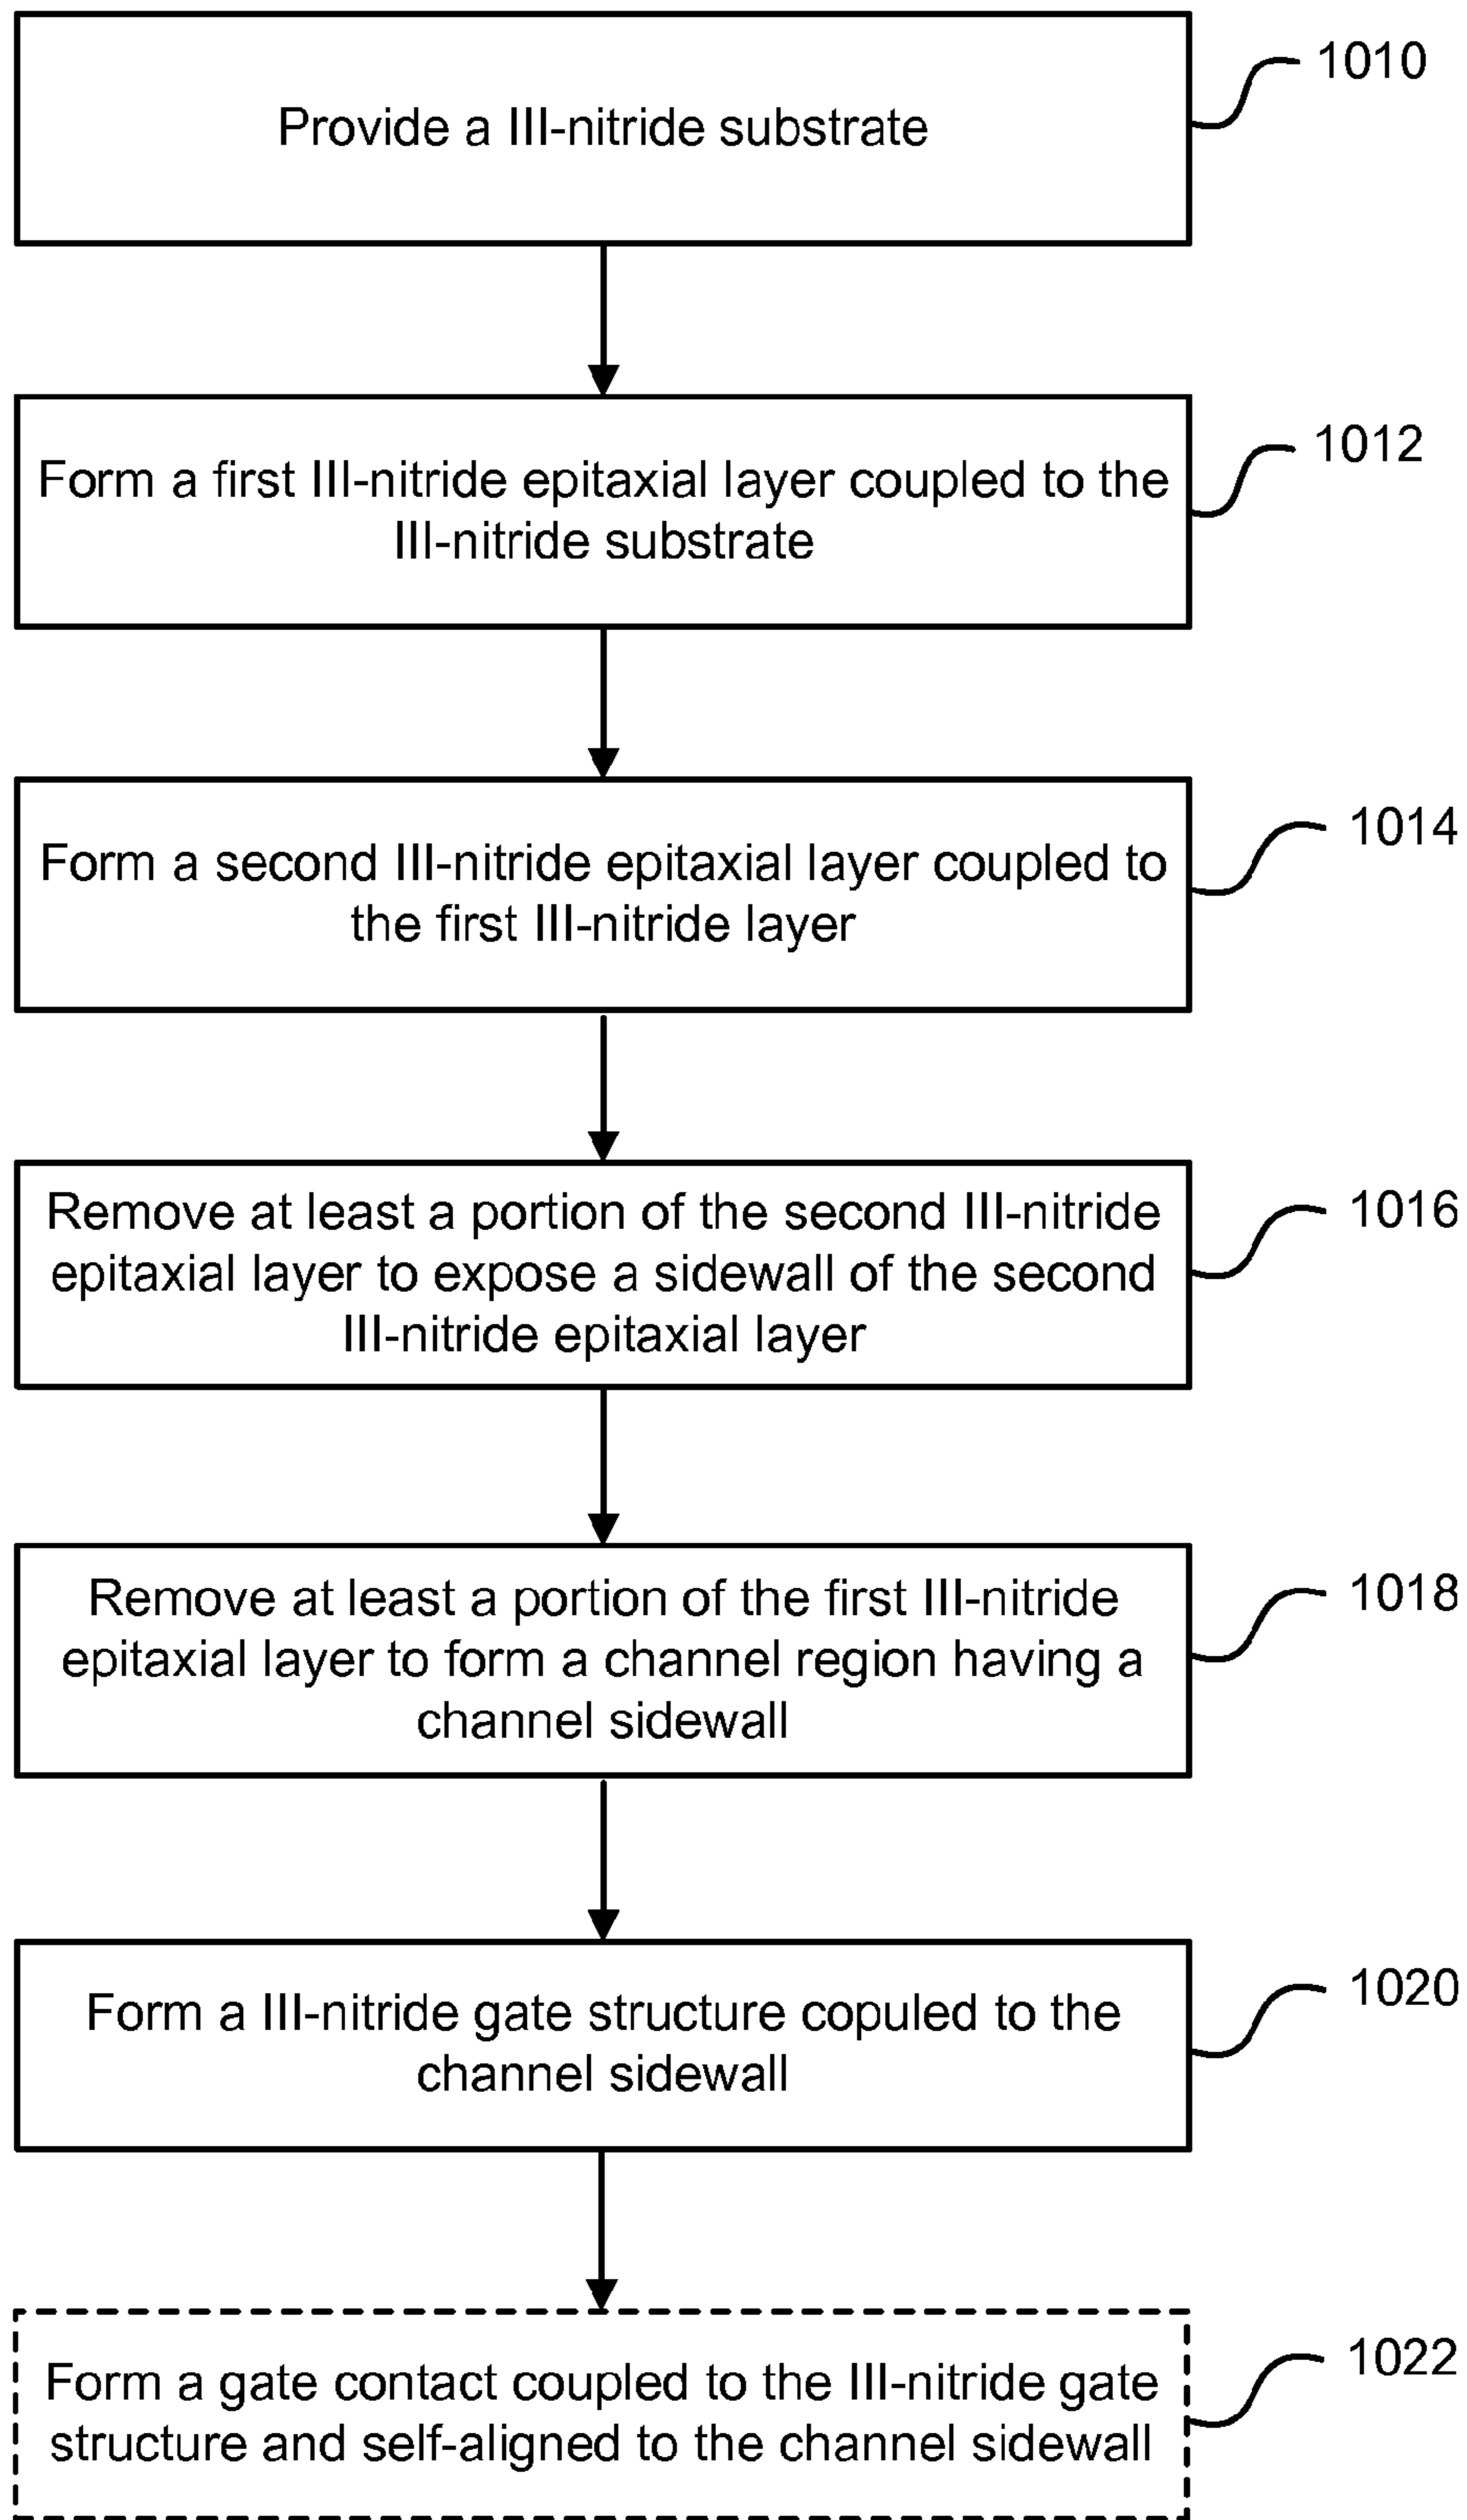 Provide a III-nitride substrate
1010
Form a first III-nitride epitaxial layer coupled to the
III-nitride substrate
1012
Form a second III-nitride epitaxial layer coupled to
the first III-nitride layer
1014
Remove at least a portion of the second III-nitride
epitaxial layer to expose a sidewall of the second
III-nitride epitaxial layer
1016
Remove at least a portion of the first III-nitride
epitaxial layer to form a channel region having a
channel sidewall
1018
Form a III-nitride gate structure copuled to the
channel sidewall
1020
Form a gate contact coupled to the III-nitride gate
structure and self-aligned to the channel sidewall
1022